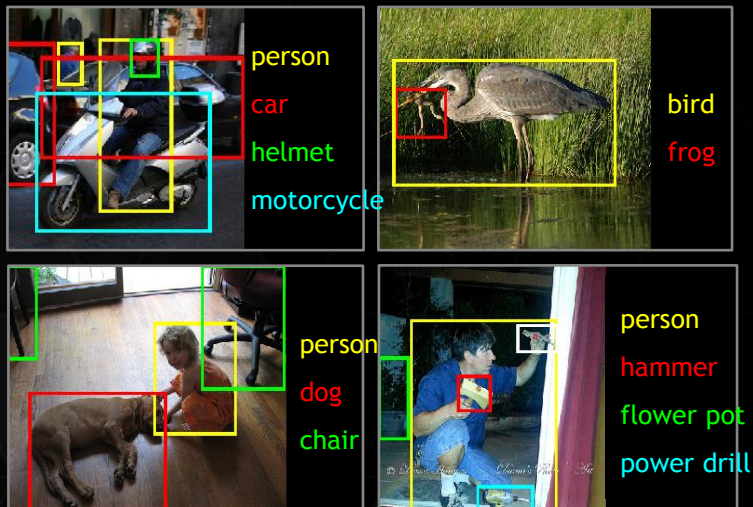 person
car
helmet
motorcycle
bird
frog
person
dog
chair
person
hammer
flower pot
power drill